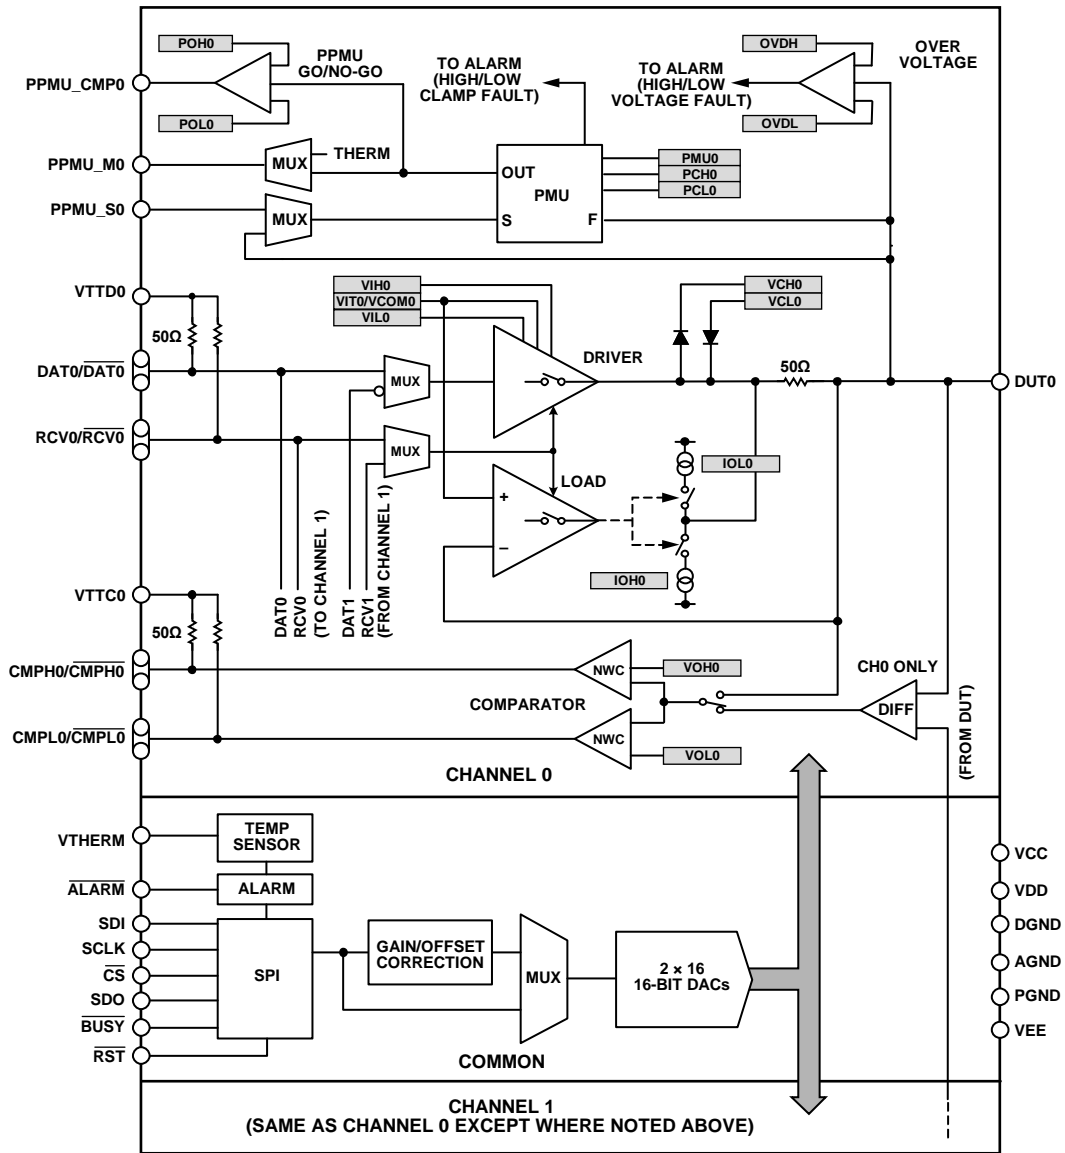 POH0
PPMU_CMP0
PPMU
GO/NO-GO
POL0
TO ALARM
(HIGH/LOW
CLAMP FAULT)
TO ALARM
(HIGH/LOW
VOLTAGE FAULT)
OVDH
OVDL
OVER
VOLTAGE
PPMU_M0
MUX
THERM
OUT
PMU
S
F
PMU0
PCH0
PCL0
PPMU_S0
MUX
VTTD0
50Ω
VIH0
VIT0/VCOM0
VIL0
VCH0
VCL0
DAT0/DAT0
MUX
DRIVER
50Ω
DUT0
RCV0/RCV0
MUX
LOAD
+
–
IOL0
IOH0
DAT0
RCV0
(TO CHANNEL 1)
DAT1
RCV1
(FROM CHANNEL 1)
VTTC0
50Ω
CMPH0/CMPH0
NWC
VOH0
COMPARATOR
CH0 ONLY
DIFF
CMPL0/CMPL0
NWC
VOL0
(FROM DUT)
CHANNEL 0
VTHERM
TEMP
SENSOR
ALARM
ALARM
SDI
SCLK
CS
SDO
BUSY
RST
SPI
GAIN/OFFSET
CORRECTION
MUX
2 × 16
16-BIT DACs
COMMON
VCC
VDD
DGND
AGND
PGND
VEE
CHANNEL 1
(SAME AS CHANNEL 0 EXCEPT WHERE NOTED ABOVE)